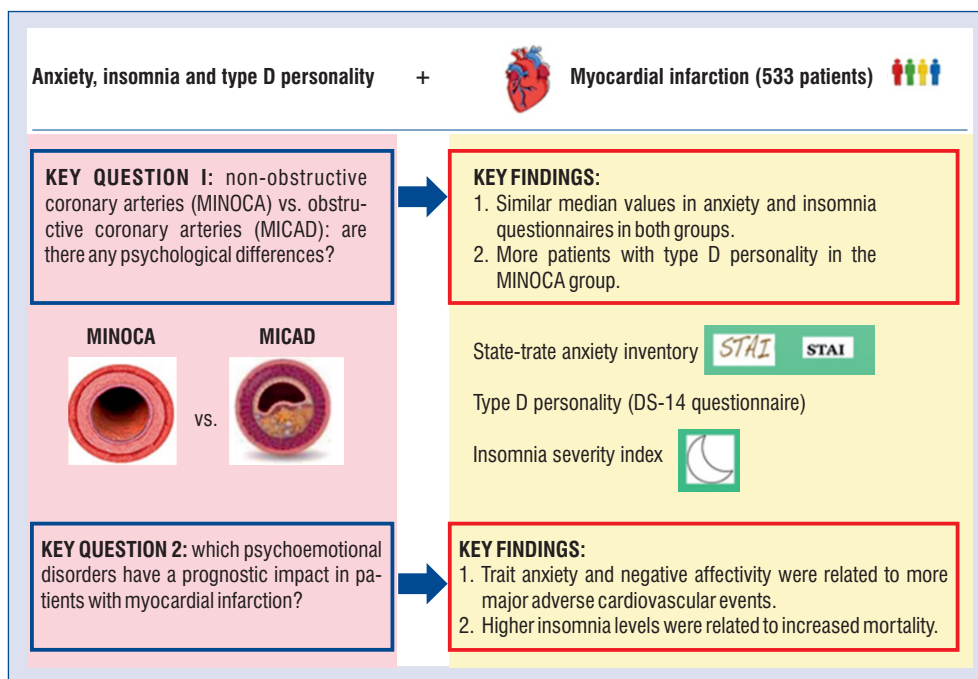 Anxiety, insomnia and type D personality + Myocardial infarction (533 patients)
KEY QUESTION I: non-obstructive
coronary arteries (MINOCA) vs. obstru-
ctive coronary arteries (MICAD): are
there any psychological differences?
KEY FINDINGS:
1. Similar median values in anxiety and insomnia
questionnaires in both groups.
2. More patients with type D personality in the
MINOCA group.
MINOCA
MICAD
vs.
State-trate anxiety inventory STAI STAI
Type D personality (DS-14 questionnaire)
Insomnia severity index
KEY QUESTION 2: which psychoemotional
disorders have a prognostic impact in pa-
tients with myocardial infarction?
KEY FINDINGS:
1. Trait anxiety and negative affectivity were related to more
major adverse cardiovascular events.
2. Higher insomnia levels were related to increased mortality.